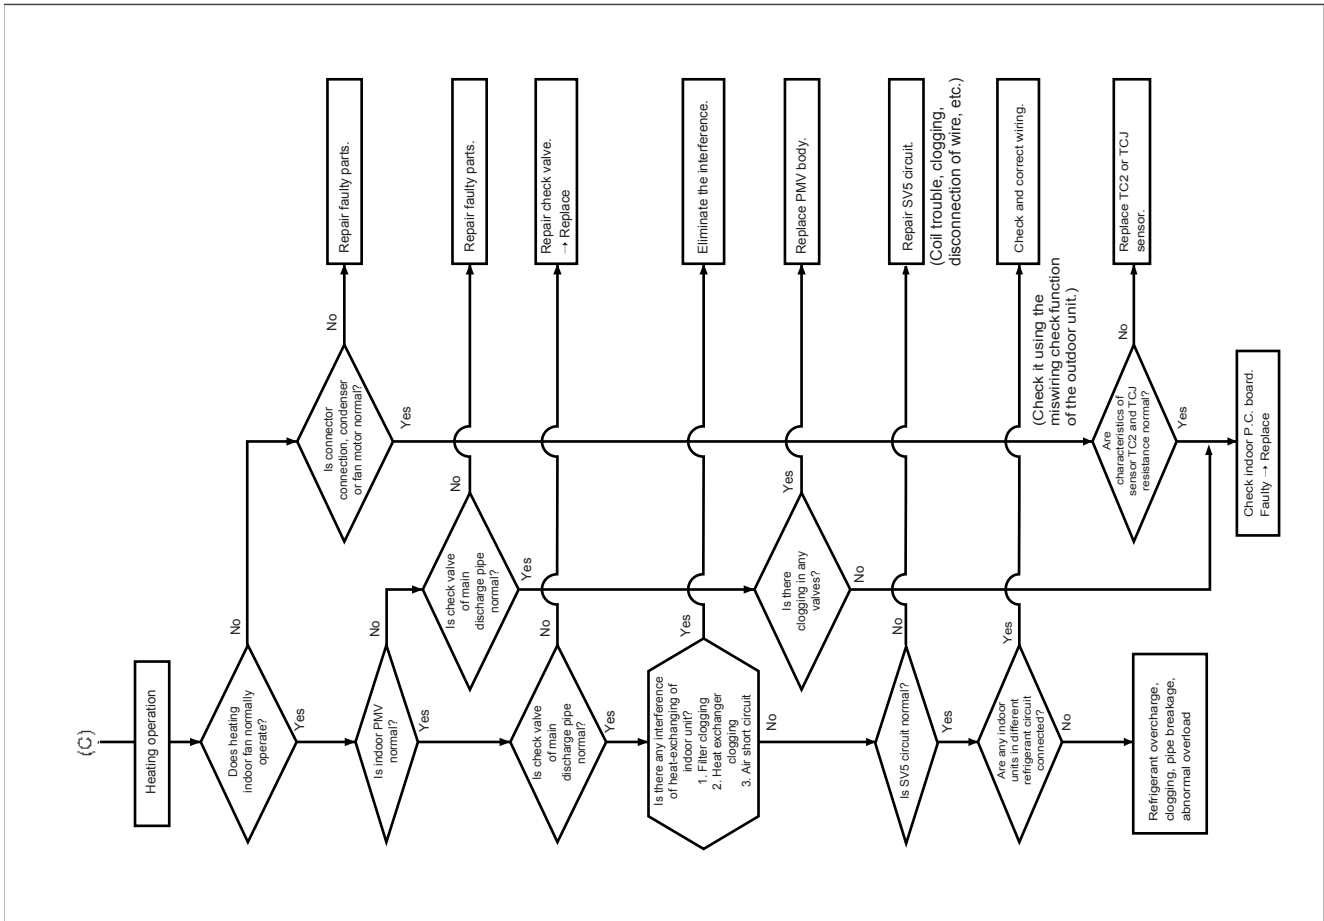 (C)
Heating operation
Does heating
indoor fan normally
operate?
No
Yes
Is connector
connection, condenser
or fan motor normal?
No
Yes
Repair faulty parts.
Is indoor PMV
normal?
No
Yes
Is check valve
of main
discharge pipe
normal?
No
Yes
Repair faulty parts.
Is check valve
of main
discharge pipe
normal?
No
Yes
Repair check valve.
→ Replace
Is there any interference
of heat-exchanging of
indoor unit?
1. Filter clogging
2. Heat exchanger
clogging
3. Air short circuit
Yes
No
Eliminate the interference.
Is there
clogging in any
valves?
Yes
No
Replace PMV body.
Is SV5 circuit normal?
No
Yes
Repair SV5 circuit.
(Coil trouble, clogging,
disconnection of wire, etc.)
Are any indoor
units in different
refrigerant circuit
connected?
Yes
No
Check and correct wiring.
(Check it using the
miswiring check function
of the outdoor unit.)
Are
characteristics of
sensor TC2 and TCJ
resistance normal?
No
Yes
Replace TC2 or TCJ
sensor.
Refrigerant overcharge,
clogging, pipe breakage,
abnormal overload
Check indoor P.C. board.
Faulty → Replace